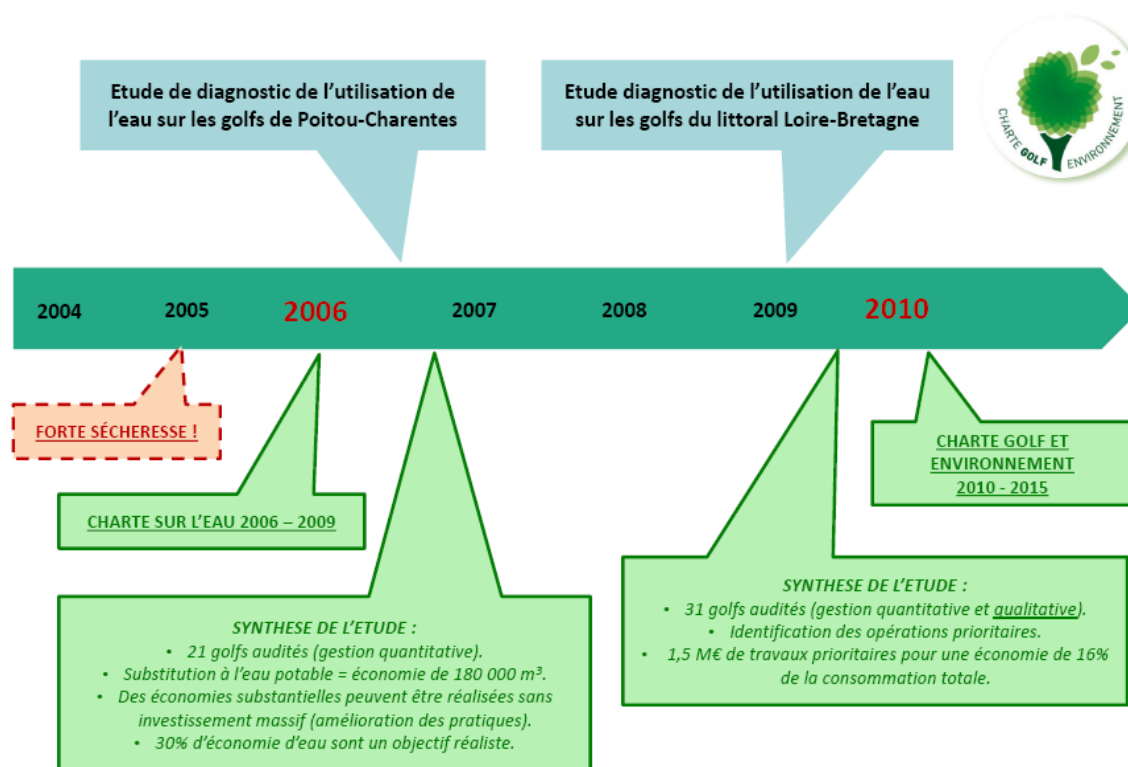 Etude de diagnostic de l'utilisation de
l'eau sur les golfs de Poitou-Charentes
Etude diagnostic de l'utilisation de l'eau
sur les golfs du littoral Loire-Bretagne
CHARTE GOLF ENVIRONNEMENT
2004
2005
2006
2007
2008
2009
2010
FORTE SÉCHERESSE !
CHARTE SUR L'EAU 2006 – 2009
CHARTE GOLF ET
ENVIRONNEMENT
2010 - 2015
SYNTHESE DE L'ETUDE :
• 21 golfs audités (gestion quantitative).
• Substitution à l'eau potable = économie de 180 000 m³.
• Des économies substantielles peuvent être réalisées sans
investissement massif (amélioration des pratiques).
• 30% d'économie d'eau sont un objectif réaliste.
SYNTHESE DE L'ETUDE :
• 31 golfs audités (gestion quantitative et qualitative).
• Identification des opérations prioritaires.
• 1,5 M€ de travaux prioritaires pour une économie de 16%
de la consommation totale.